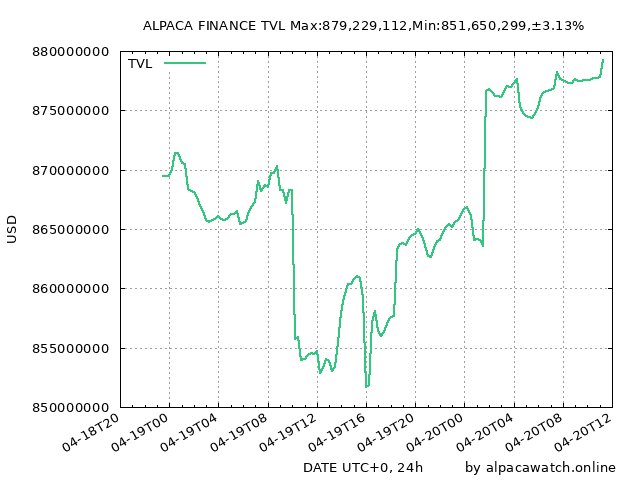 ALPACA FINANCE TVL Max:879,229,112,Min:851,650,299,±3.13%
TVL
880000000
875000000
870000000
865000000
860000000
855000000
850000000
USD
04-18T20
04-19T00
04-19T04
04-19T08
04-19T12
04-19T16
04-19T20
04-20T00
04-20T04
04-20T08
04-20T12
DATE UTC+0, 24h
by alpacawatch.online